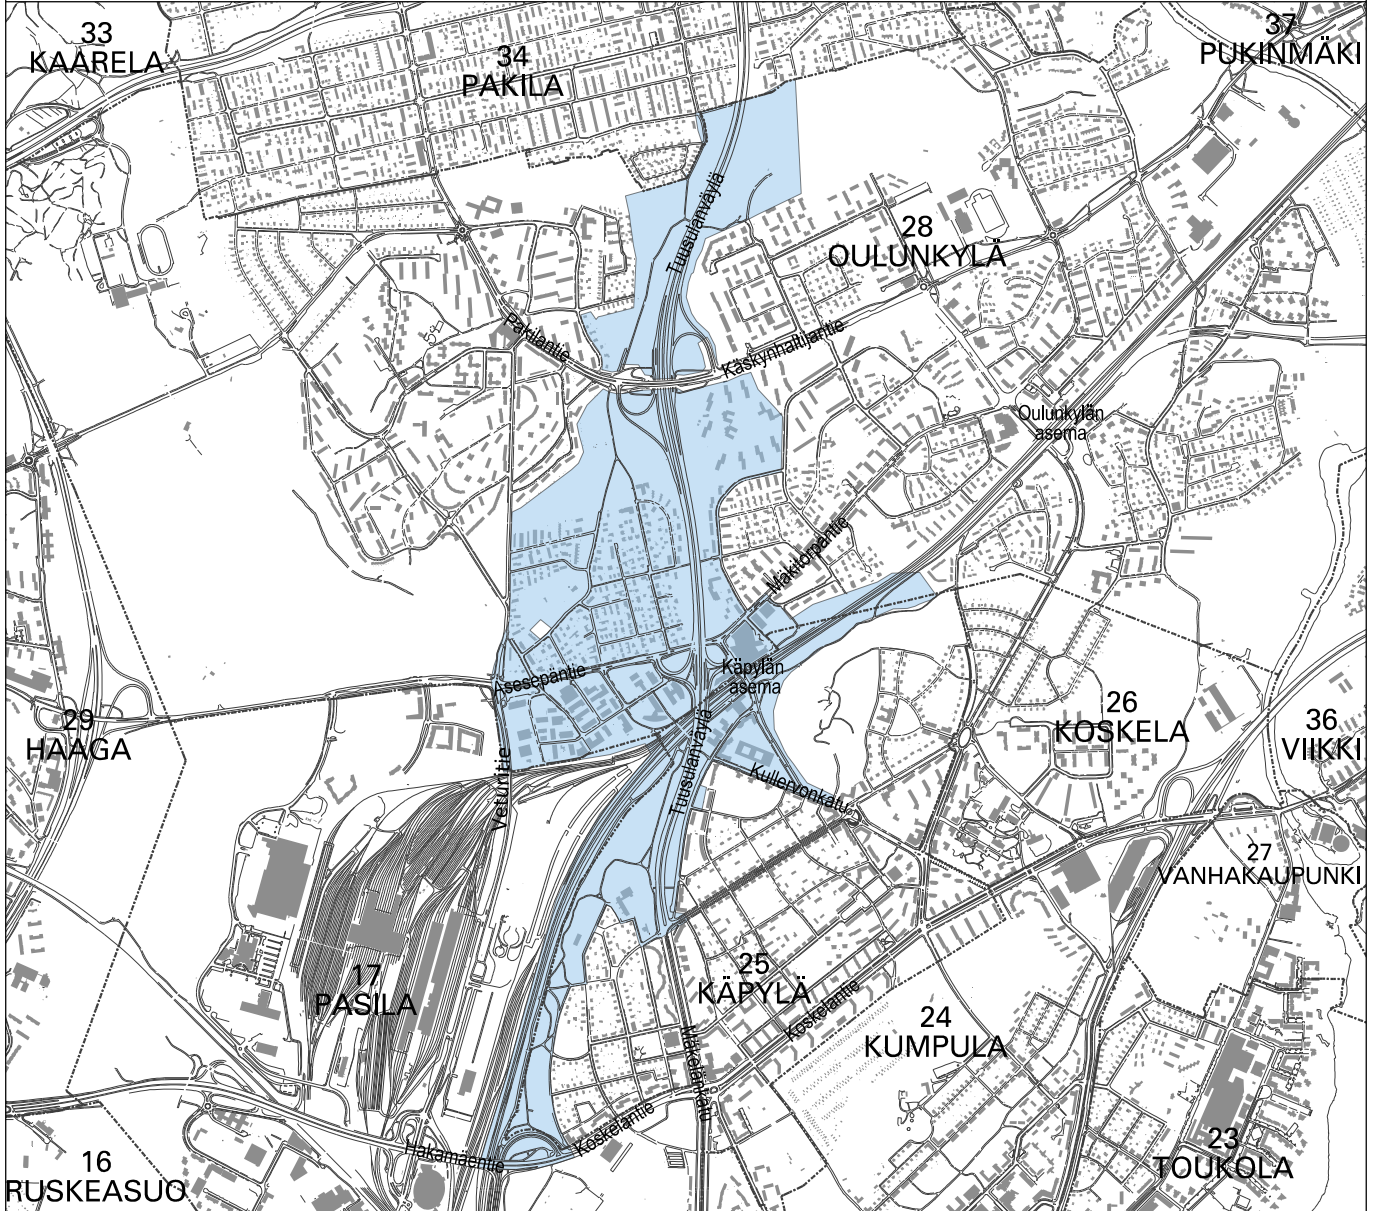 33
KAARELA
34
PAKILA
37
PUKINMÄKI
Tuusulanväylä
28
OULUNKYLÄ
Pakilantie
Käskynhaltijantie
Oulunkylän
asema
Mäkitorpantie
Asesepäntie
Käpylän
asema
29
HAAGA
26
KOSKELA
36
VIIKKI
Veturitie
Tuusulanväylä
Kullervonkatu
27
VANHAKAUPUNKI
17
PASILA
25
KÄPYLÄ
Koskelantie
24
KUMPULA
Mäkelänkatu
Koskelantie
Hakamäentie
16
RUSKEASUO
23
TOUKOLA